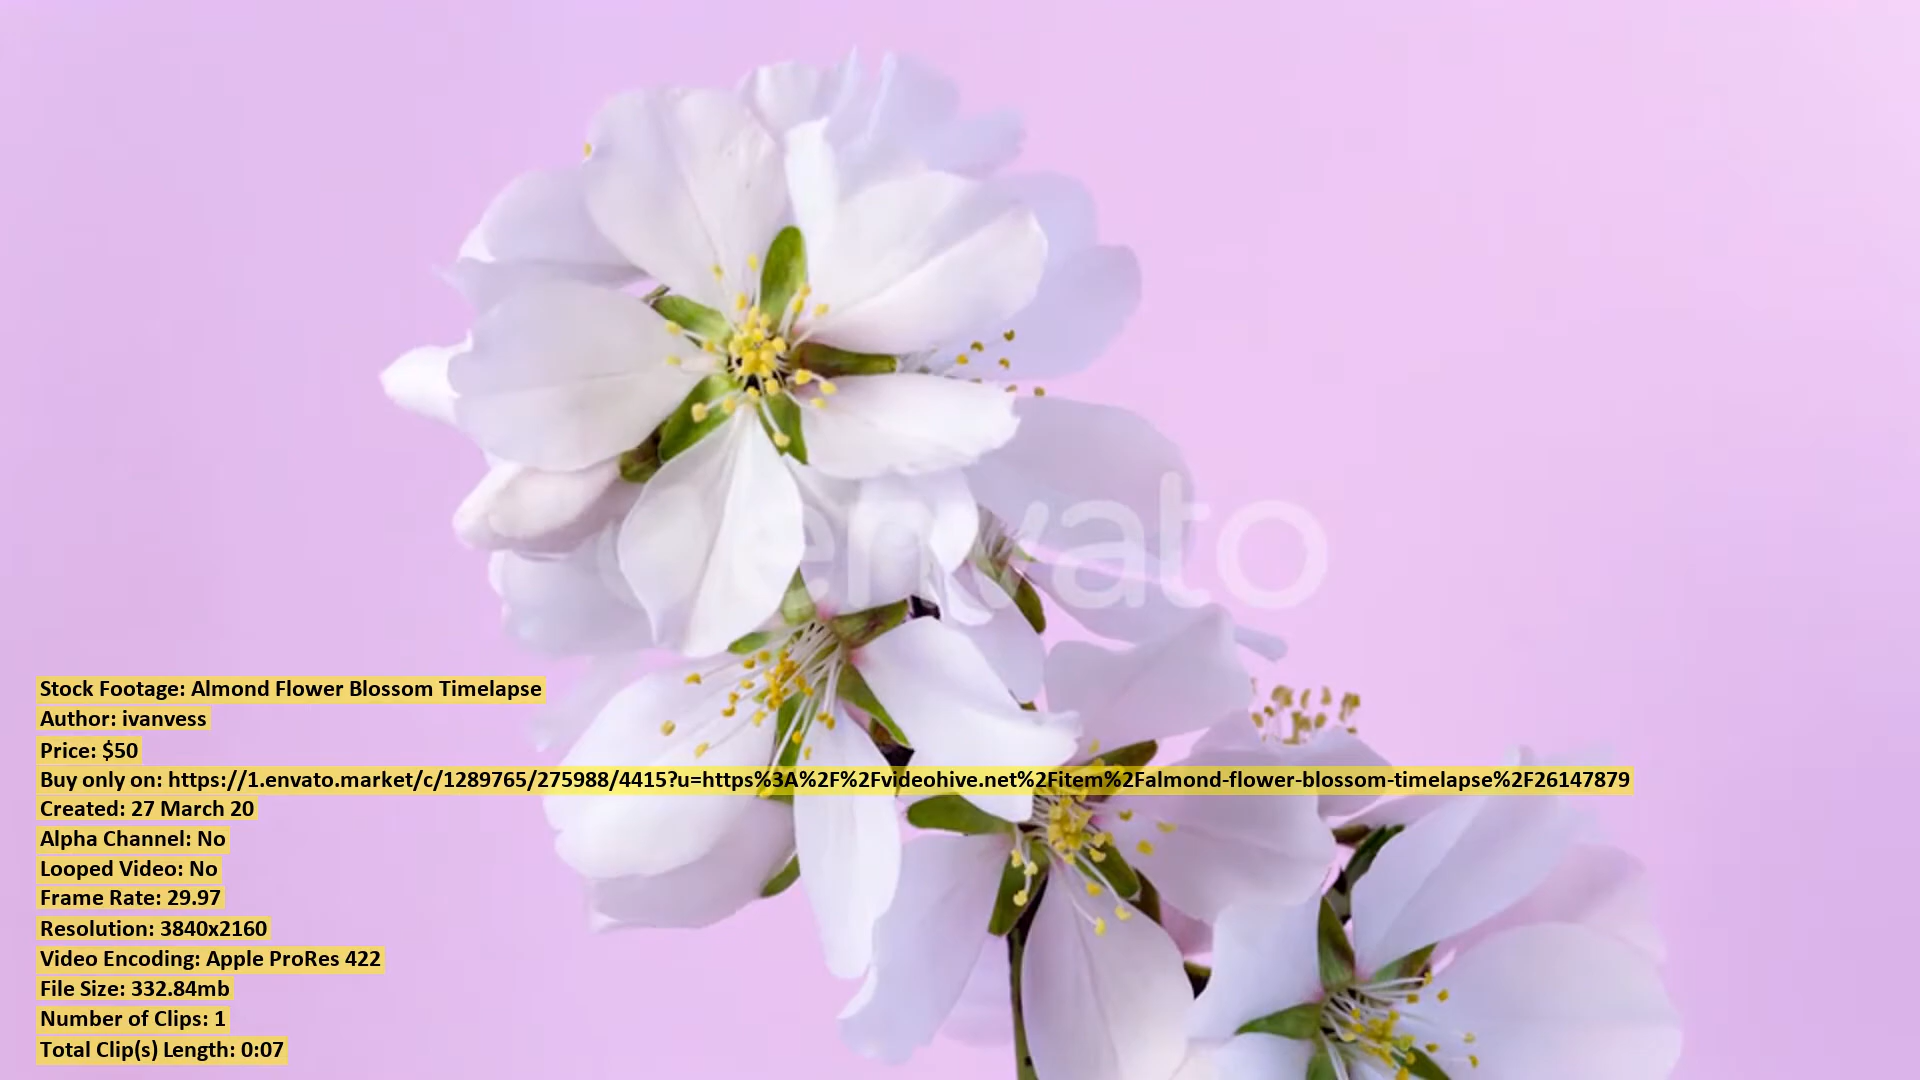 envato
Stock Footage: Almond Flower Blossom Timelapse
Author: ivanvess
Price: $50
Buy only on: https://1.envato.market/c/1289765/275988/4415?u=https%3A%2F%2Fvideohive.net%2Fitem%2Falmond-flower-blossom-timelapse%2F26147879
Created: 27 March 20
Alpha Channel: No
Looped Video: No
Frame Rate: 29.97
Resolution: 3840x2160
Video Encoding: Apple ProRes 422
File Size: 332.84mb
Number of Clips: 1
Total Clip(s) Length: 0:07